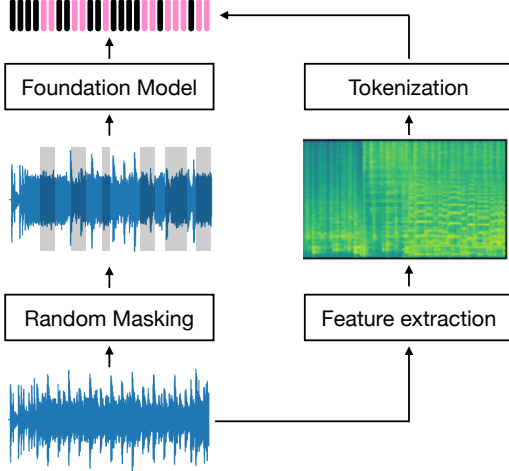 Foundation Model
Tokenization
Random Masking
Feature extraction